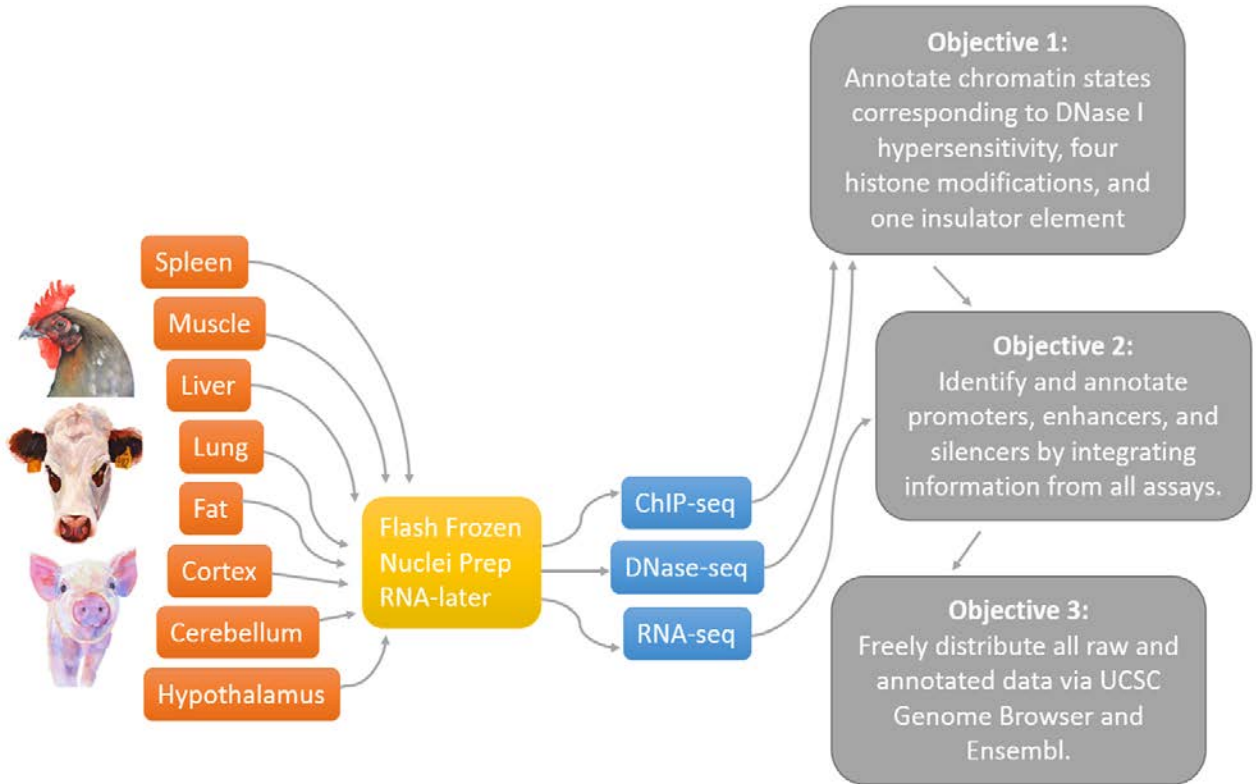 Spleen
Muscle
Liver
Lung
Fat
Cortex
Cerebellum
Hypothalamus
Flash Frozen
Nuclei Prep
RNA-later
ChIP-seq
DNase-seq
RNA-seq
Objective 1:
Annotate chromatin states
corresponding to DNase I
hypersensitivity, four
histone modifications, and
one insulator element
Objective 2:
Identify and annotate
promoters, enhancers, and
silencers by integrating
information from all assays.
Objective 3:
Freely distribute all raw and
annotated data via UCSC
Genome Browser and
Ensembl.